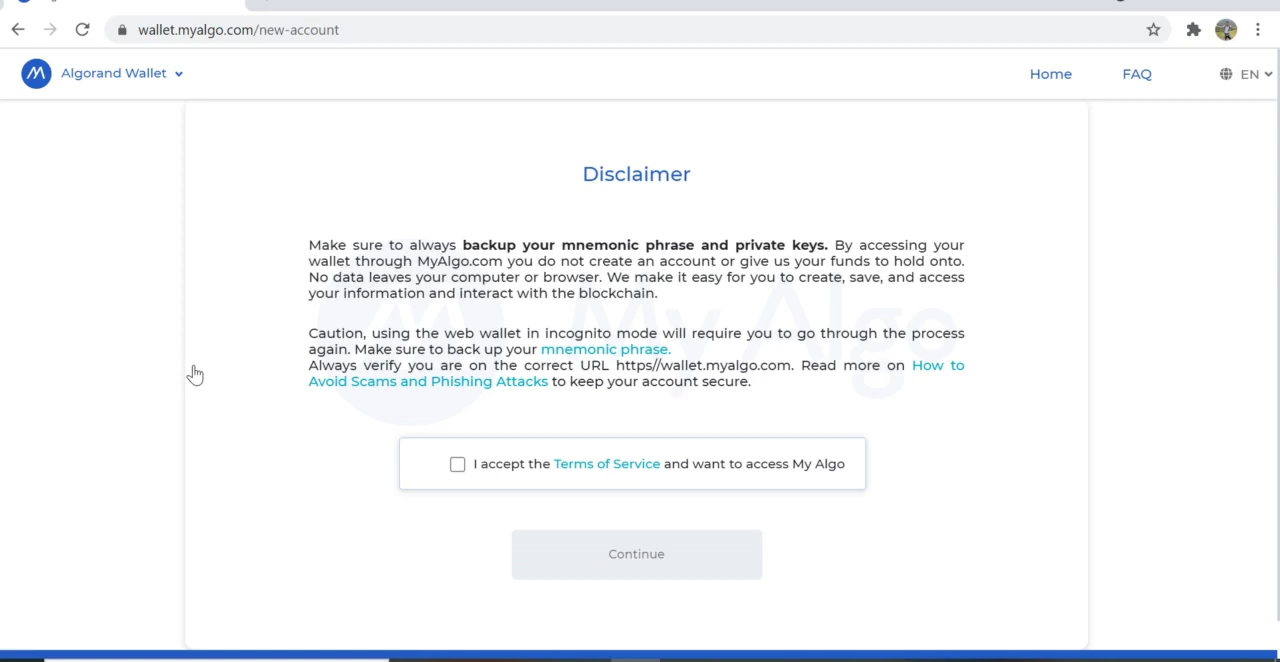 wallet.myalgo.com/new-account
Algorand Wallet
Home
FAQ
EN
Disclaimer
Make sure to always backup your mnemonic phrase and private keys. By accessing your
wallet through MyAlgo.com you do not create an account or give us your funds to hold onto.
No data leaves your computer or browser. We make it easy for you to create, save, and access
your information and interact with the blockchain.
My Algo
Caution, using the web wallet in incognito mode will require you to go through the process
again. Make sure to back up your mnemonic phrase.
Always verify you are on the correct URL https//wallet.myalgo.com. Read more on How to
Avoid Scams and Phishing Attacks to keep your account secure.
I accept the Terms of Service and want to access My Algo
Continue